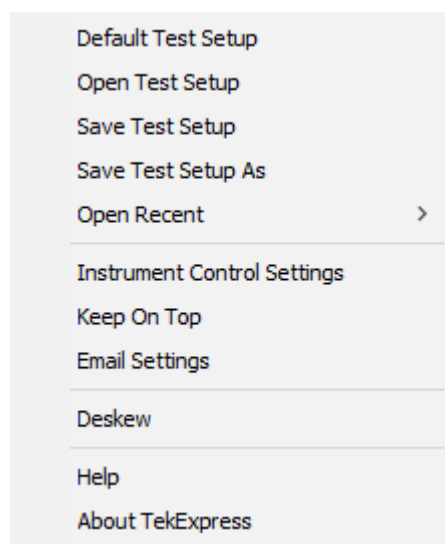 Default Test Setup
Open Test Setup
Save Test Setup
Save Test Setup As
Open Recent
Instrument Control Settings
Keep On Top
Email Settings
Deskew
Help
About TekExpress